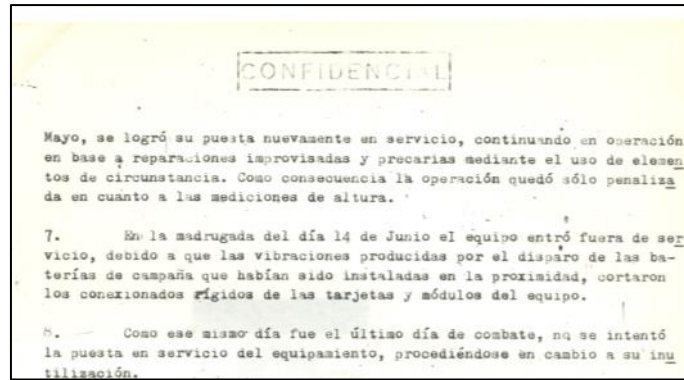 CONFIDENCIAL
Mayo, se logró su puesta nuevamente en servicio, continuando en operación
en base a reparaciones improvisadas y precarias mediante el uso de elemen
tos de circunstancia. Como consecuencia la operación quedó sólo penaliza
da en cuanto a las mediciones de altura.
7. En la madrugada del día 14 de Junio el equipo entró fuera de ser
vicio, debido a que las vibraciones producidas por el disparo de las ba-
terías de campaña que habían sido instaladas en la proximidad, cortaron
los conexionados rígidos de las tarjetas y módulos del equipo.
8. Como ese mismo día fue el último día de combate, no se intentó
la puesta en servicio del equipamiento, procediéndose en cambio a su inu
tilización.